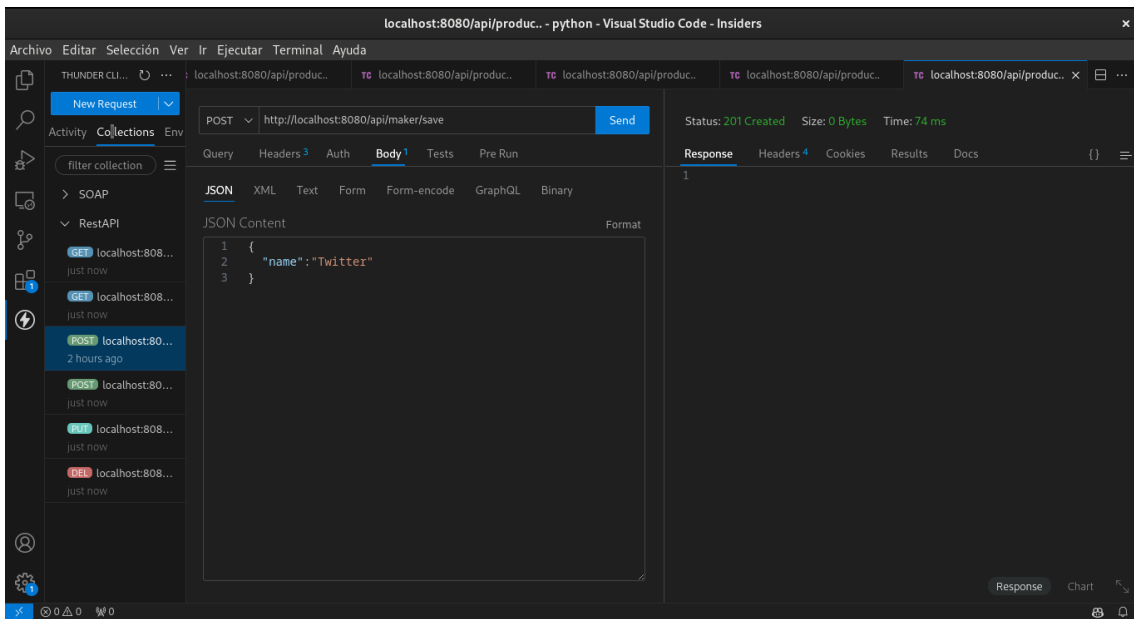 localhost:8080/api/produc.. - python - Visual Studio Code - Insiders
Archivo Editar Selección Ver Ir Ejecutar Terminal Ayuda
THUNDER CLI... localhost:8080/api/produc.. TC localhost:8080/api/produc.. TC localhost:8080/api/produc.. TC localhost:8080/api/produc.. TC localhost:8080/api/produc..
New Request
Activity Collections Env
filter collection
SOAP
RestAPI
GET localhost:808...
just now
GET localhost:808...
just now
POST localhost:80...
2 hours ago
POST localhost:80...
just now
PUT localhost:808...
just now
DEL localhost:808...
just now
POST http://localhost:8080/api/maker/save Send
Query Headers 3 Auth Body 1 Tests Pre Run
JSON XML Text Form Form-encode GraphQL Binary
JSON Content Format
1 {
2 "name":"Twitter"
3 }
Status: 201 Created Size: 0 Bytes Time: 74 ms
Response Headers 4 Cookies Results Docs {}
1
Response Chart
1
1
0 0 0